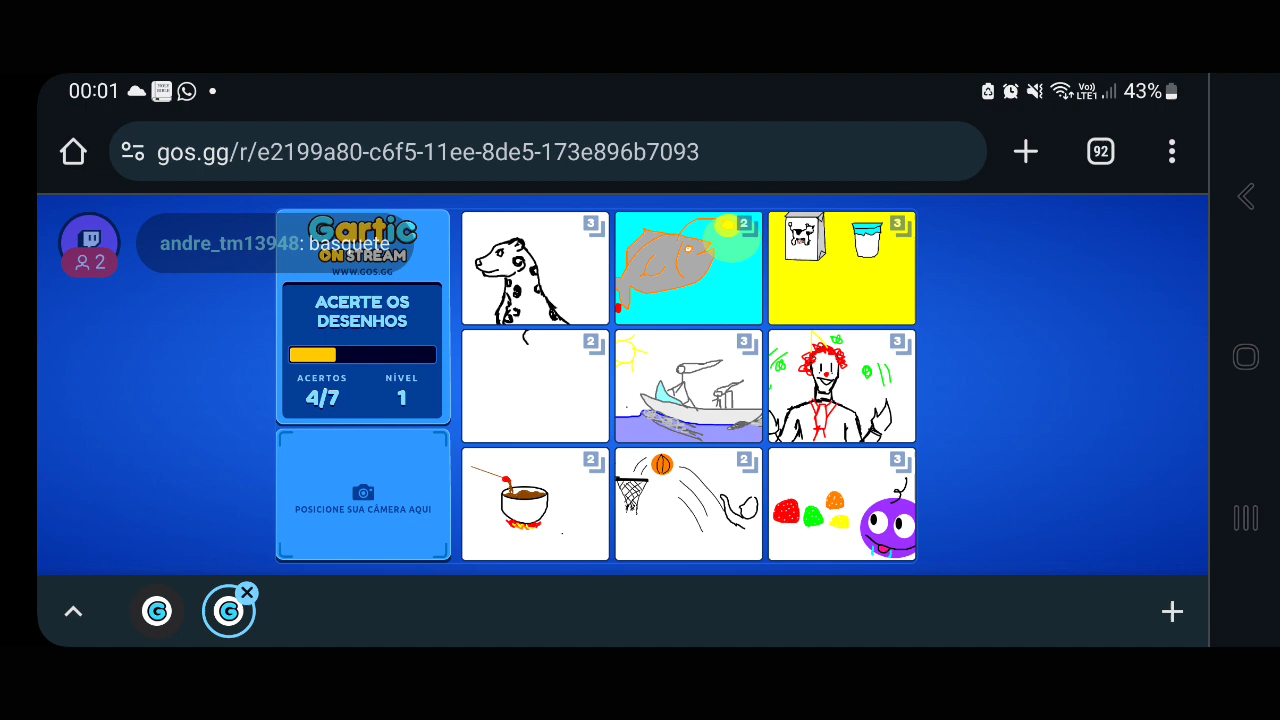 00:01
Vo))
LTE1
43%
gos.gg/r/e2199a80-c6f5-11ee-8de5-173e896b7093
92
2
andre_tm13948: basquete
Gartic
ON STREAM
WWW.GOS.GG
ACERTE OS
DESENHOS
ACERTOS NÍVEL
4/7 1
POSICIONE SUA CÂMERA AQUI
3 2 3
2 3 3
2 2 3
G G